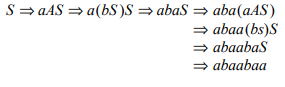 S ⇒ aAS ⇒ a(bS)S ⇒ abaS ⇒ aba(aAS)
⇒ abaa(bs)S
⇒ abaabaS
⇒ abaabaa